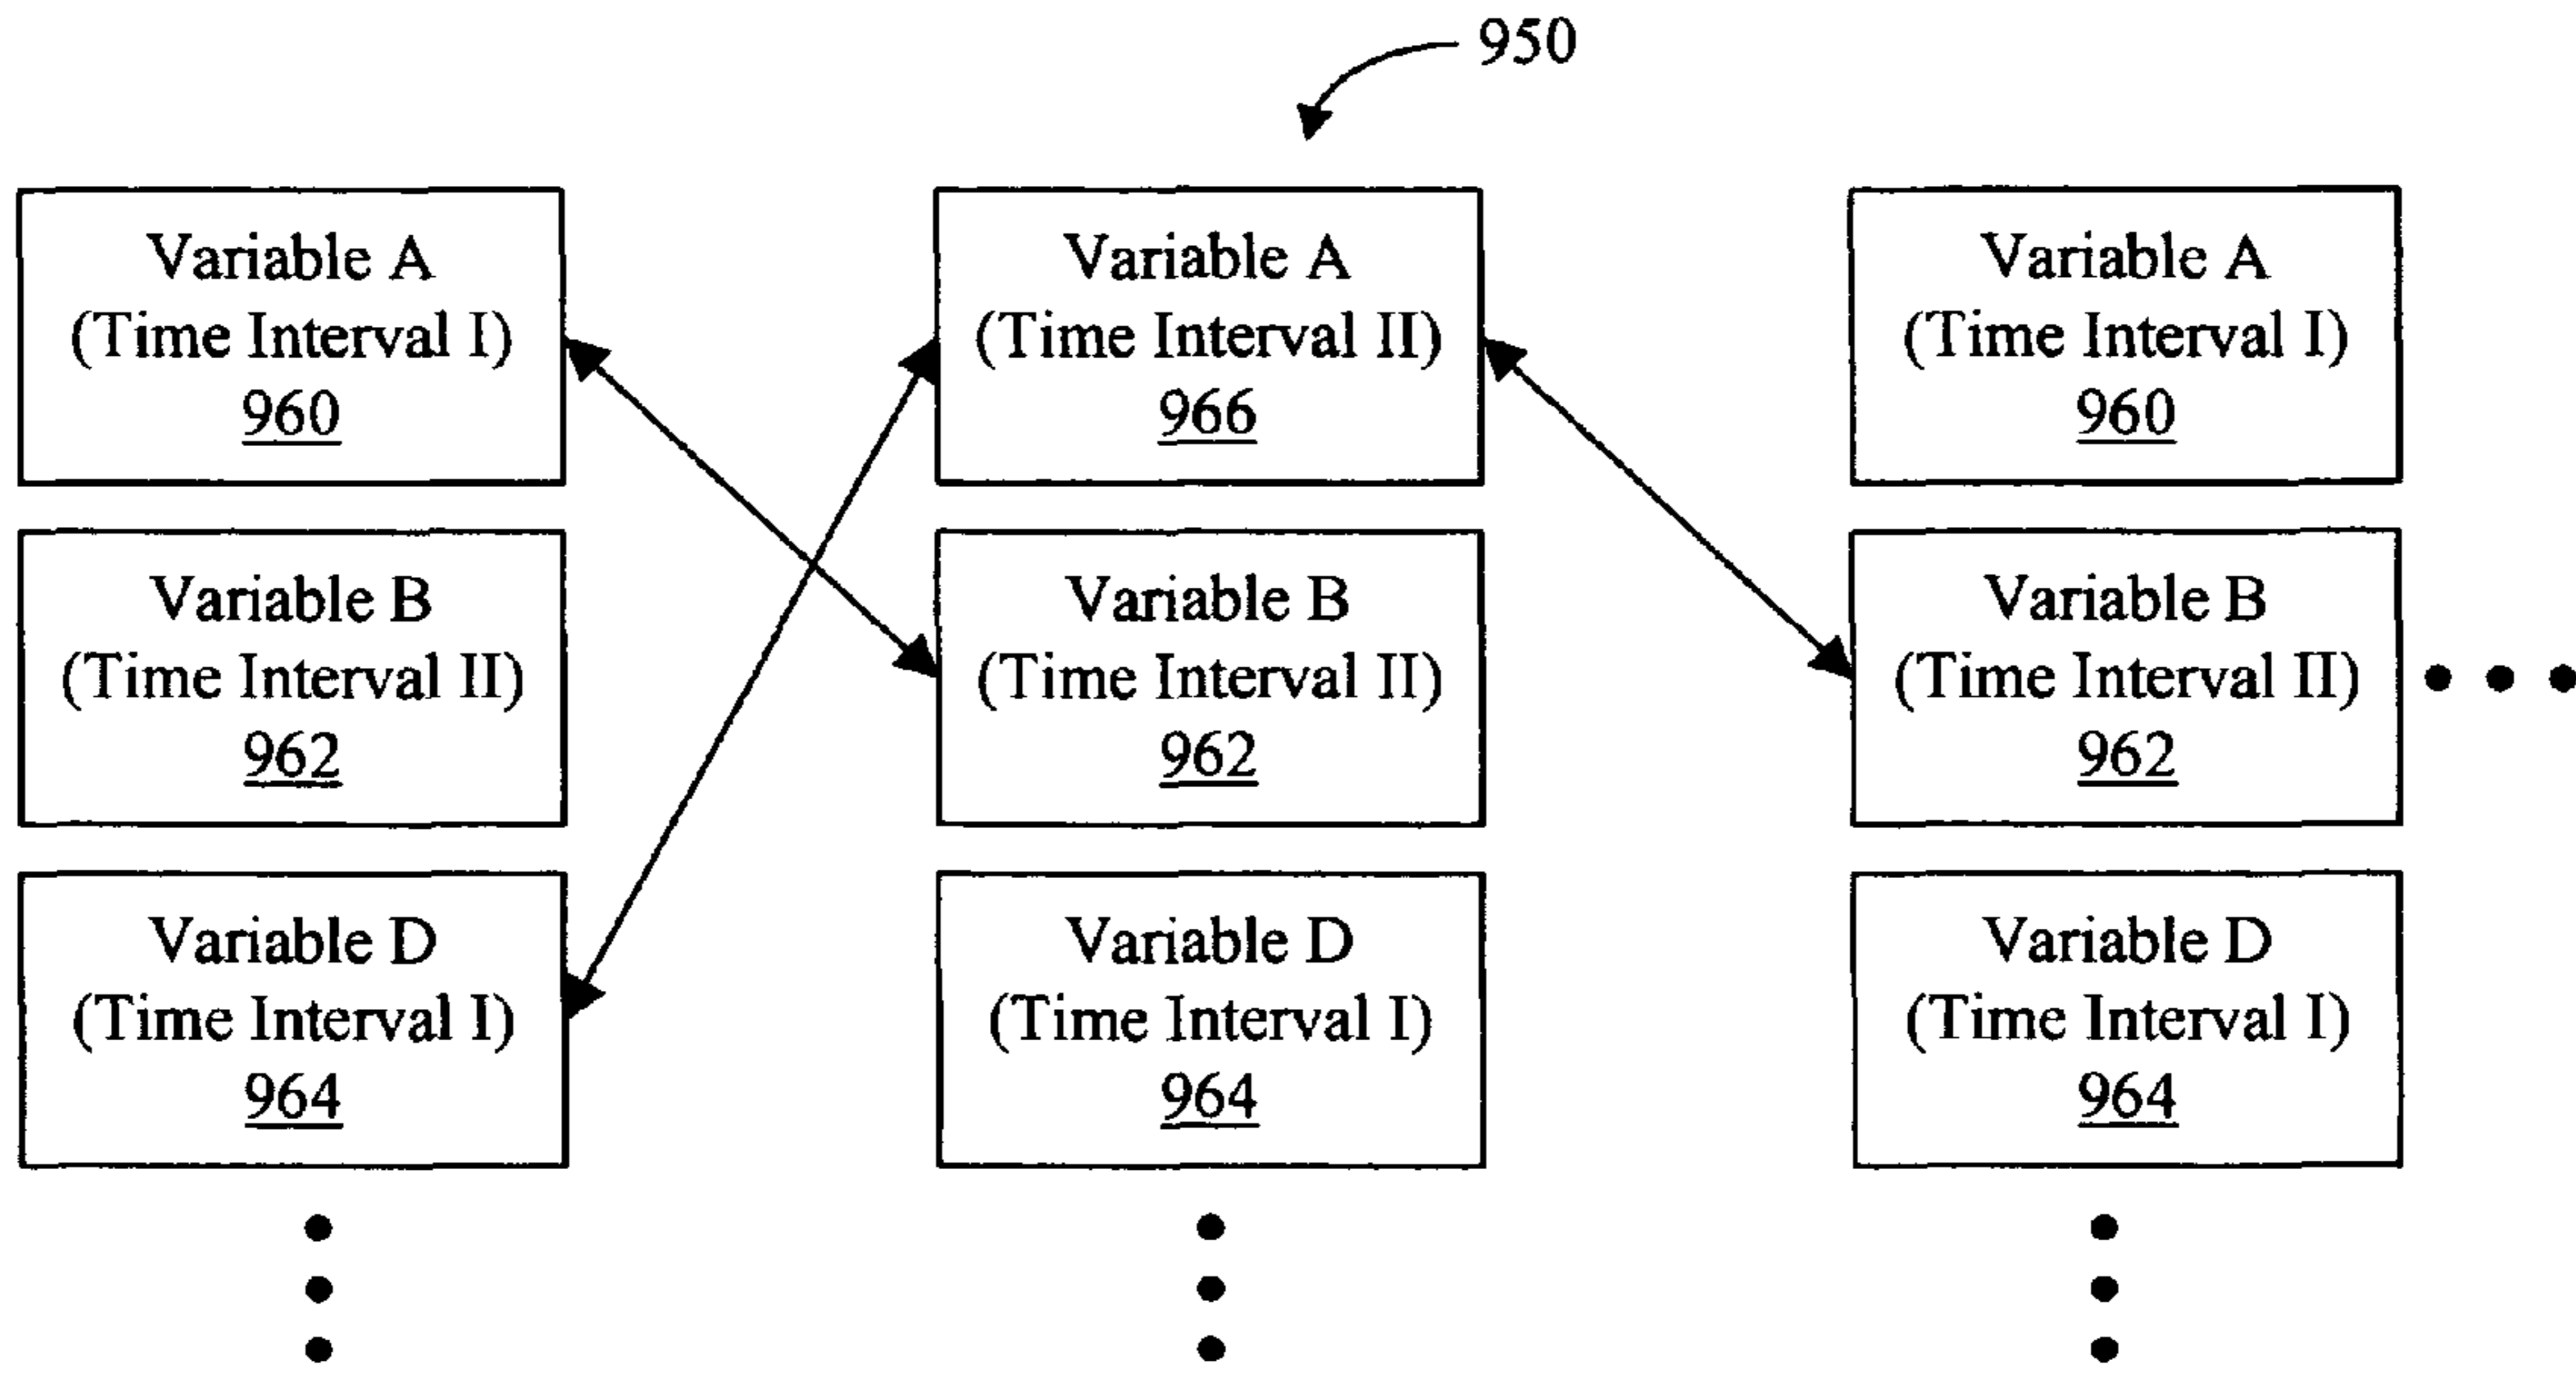 950
Variable A
(Time Interval I)
960
Variable A
(Time Interval II)
966
Variable A
(Time Interval I)
960
Variable B
(Time Interval II)
962
Variable B
(Time Interval II)
962
Variable B
(Time Interval II)
962
Variable D
(Time Interval I)
964
Variable D
(Time Interval I)
964
Variable D
(Time Interval I)
964